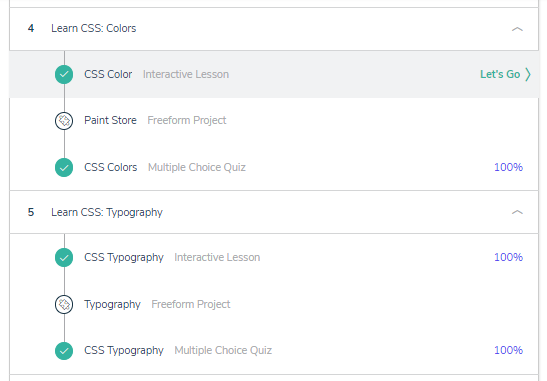 4 Learn CSS: Colors
CSS Color Interactive Lesson Let's Go
Paint Store Freeform Project
CSS Colors Multiple Choice Quiz 100%
5 Learn CSS: Typography
CSS Typography Interactive Lesson 100%
Typography Freeform Project
CSS Typography Multiple Choice Quiz 100%